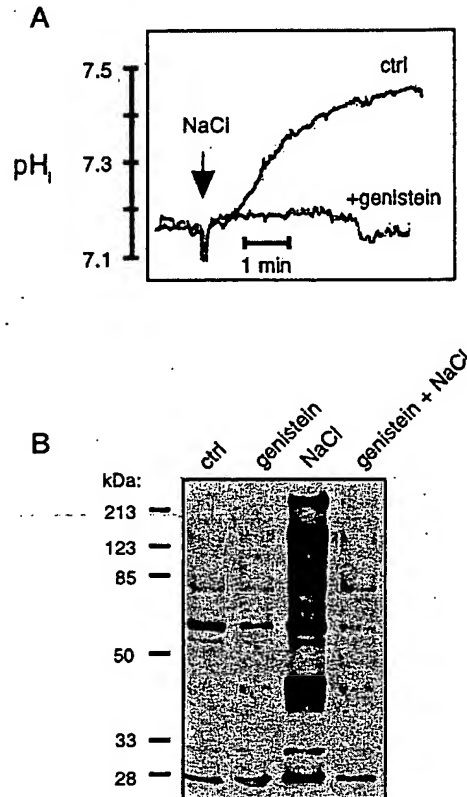 A
7.5
ctrl
NaCl
7.3
pHi
+genistein
7.1
1 min
B
ctrl
genistein
NaCl
genistein + NaCl
kDa:
213
123
85
50
33
28